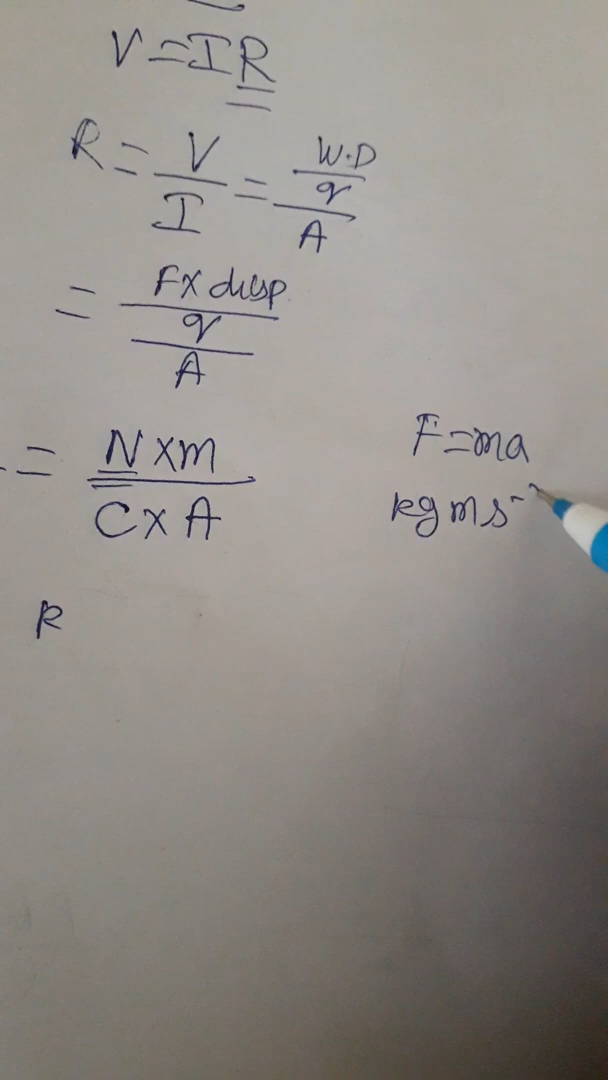 V = IR
R = V/I = (W.D/q)/A
= (F x disp/q)/A
= N x m/C x A
F = ma
kg m s⁻
k